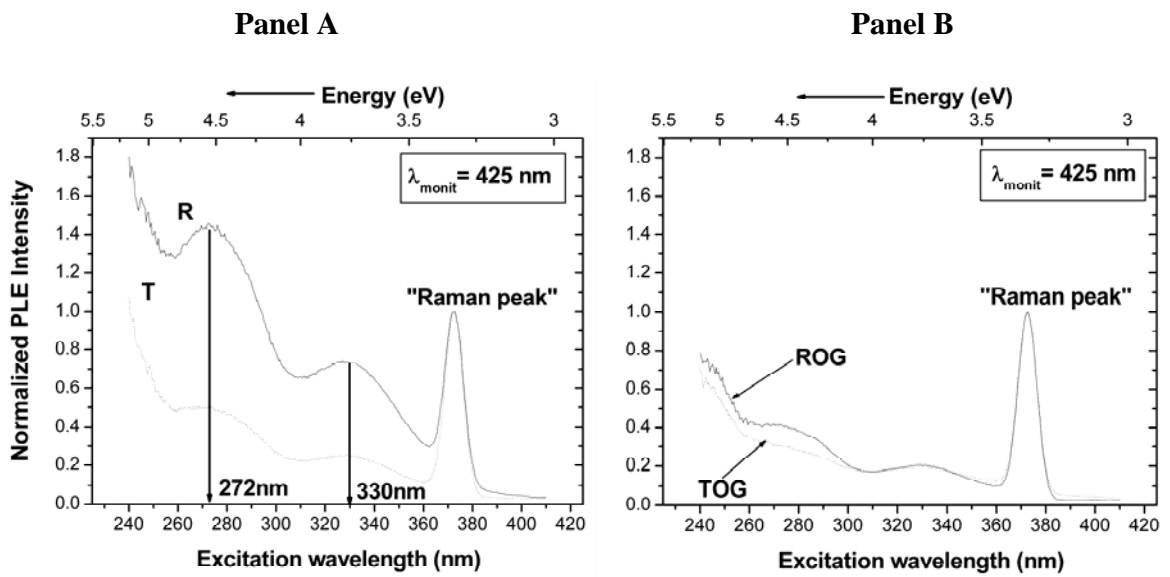 Panel A
Energy (eV)
5.5 5 4.5 4 3.5 3
1.8
1.6
1.4
1.2
1.0
0.8
0.6
0.4
0.2
0.0
Normalized PLE Intensity
λmonit= 425 nm
R
T
"Raman peak"
272nm
330nm
240 260 280 300 320 340 360 380 400 420
Excitation wavelength (nm)
Panel B
Energy (eV)
5.5 5 4.5 4 3.5 3
1.8
1.6
1.4
1.2
1.0
0.8
0.6
0.4
0.2
0.0
λmonit= 425 nm
"Raman peak"
ROG
TOG
240 260 280 300 320 340 360 380 400 420
Excitation wavelength (nm)